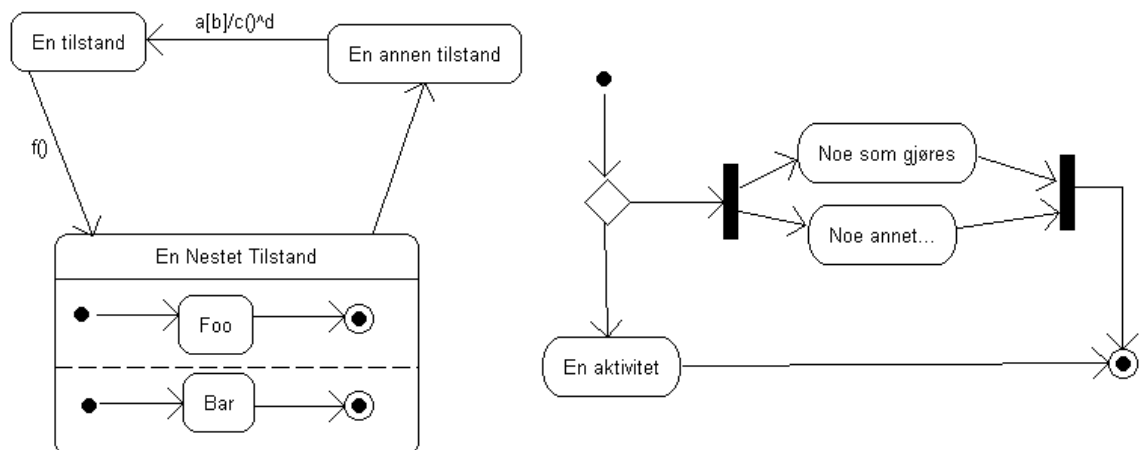 a[b]/c()^d
En tilstand
En annen tilstand
f()
En Nestet Tilstand
Foo
Bar
Noe som gjøres
Noe annet...
En aktivitet